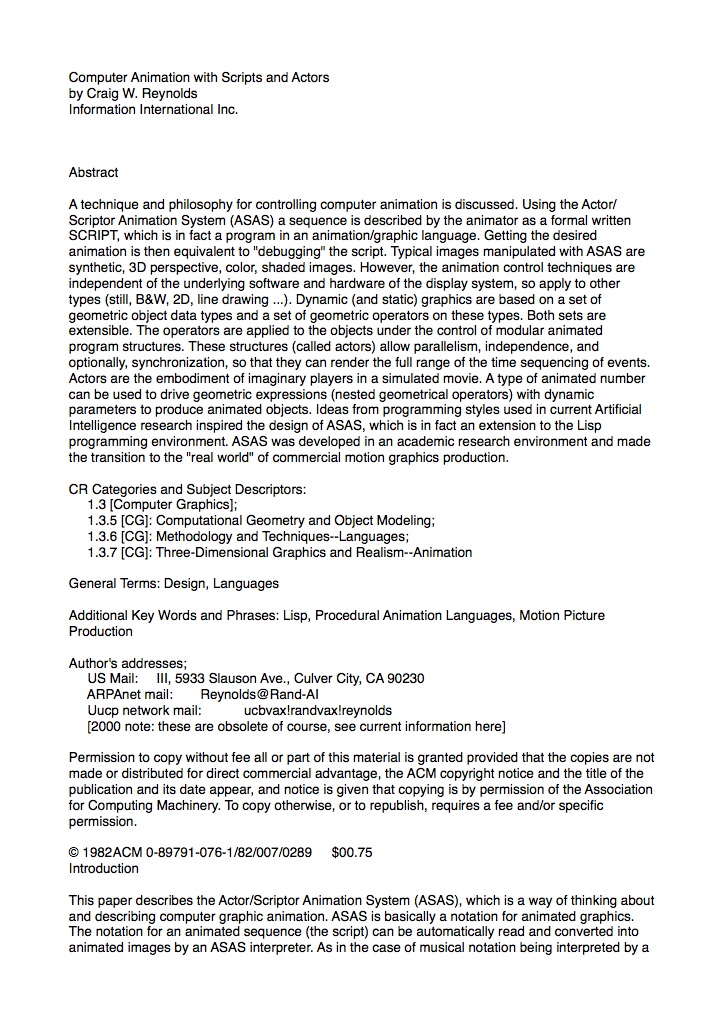 Computer Animation with Scripts and Actors
by Craig W. Reynolds
Information International Inc.
Abstract
A technique and philosophy for controlling computer animation is discussed. Using the Actor/
Scriptor Animation System (ASAS) a sequence is described by the animator as a formal written
SCRIPT, which is in fact a program in an animation/graphic language. Getting the desired
animation is then equivalent to "debugging" the script. Typical images manipulated with ASAS are
synthetic, 3D perspective, color, shaded images. However, the animation control techniques are
independent of the underlying software and hardware of the display system, so apply to other
types (still, B&W, 2D, line drawing ...). Dynamic (and static) graphics are based on a set of
geometric object data types and a set of geometric operators on these types. Both sets are
extensible. The operators are applied to the objects under the control of modular animated
program structures. These structures (called actors) allow parallelism, independence, and
optionally, synchronization, so that they can render the full range of the time sequencing of events.
Actors are the embodiment of imaginary players in a simulated movie. A type of animated number
can be used to drive geometric expressions (nested geometrical operators) with dynamic
parameters to produce animated objects. Ideas from programming styles used in current Artificial
Intelligence research inspired the design of ASAS, which is in fact an extension to the Lisp
programming environment. ASAS was developed in an academic research environment and made
the transition to the "real world" of commercial motion graphics production.
CR Categories and Subject Descriptors:
1.3 [Computer Graphics];
1.3.5 [CG]: Computational Geometry and Object Modeling;
1.3.6 [CG]: Methodology and Techniques--Languages;
1.3.7 [CG]: Three-Dimensional Graphics and Realism--Animation
General Terms: Design, Languages
Additional Key Words and Phrases: Lisp, Procedural Animation Languages, Motion Picture
Production
Author's addresses;
US Mail: III, 5933 Slauson Ave., Culver City, CA 90230
ARPAnet mail: Reynolds@Rand-AI
Uucp network mail: ucbvax!randvax!reynolds
[2000 note: these are obsolete of course, see current information here]
Permission to copy without fee all or part of this material is granted provided that the copies are not
made or distributed for direct commercial advantage, the ACM copyright notice and the title of the
publication and its date appear, and notice is given that copying is by permission of the Association
for Computing Machinery. To copy otherwise, or to republish, requires a fee and/or specific
permission.
© 1982ACM 0-89791-076-1/82/007/0289 $00.75
Introduction
This paper describes the Actor/Scriptor Animation System (ASAS), which is a way of thinking about
and describing computer graphic animation. ASAS is basically a notation for animated graphics.
The notation for an animated sequence (the script) can be automatically read and converted into
animated images by an ASAS interpreter. As in the case of musical notation being interpreted by a